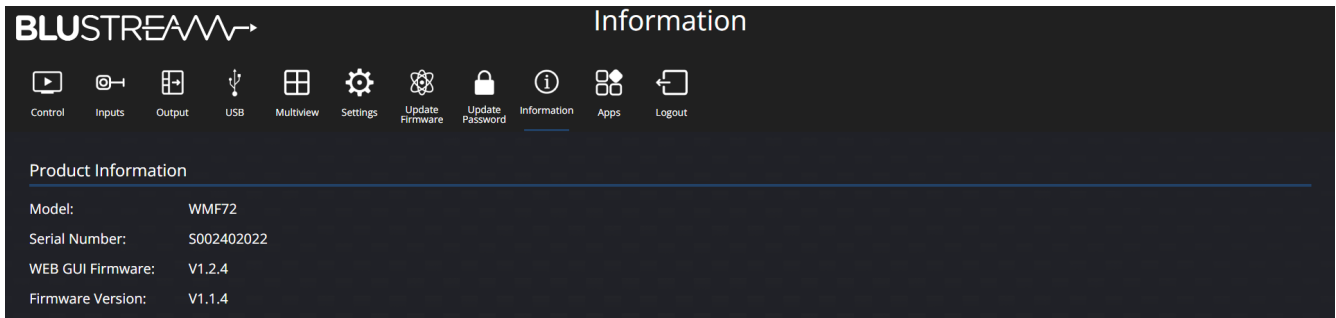 BLUSTREAM
Information
Control Inputs Output USB Multiview Settings Update Firmware Update Password Information Apps Logout
Product Information
Model: WMF72
Serial Number: S002402022
WEB GUI Firmware: V1.2.4
Firmware Version: V1.1.4